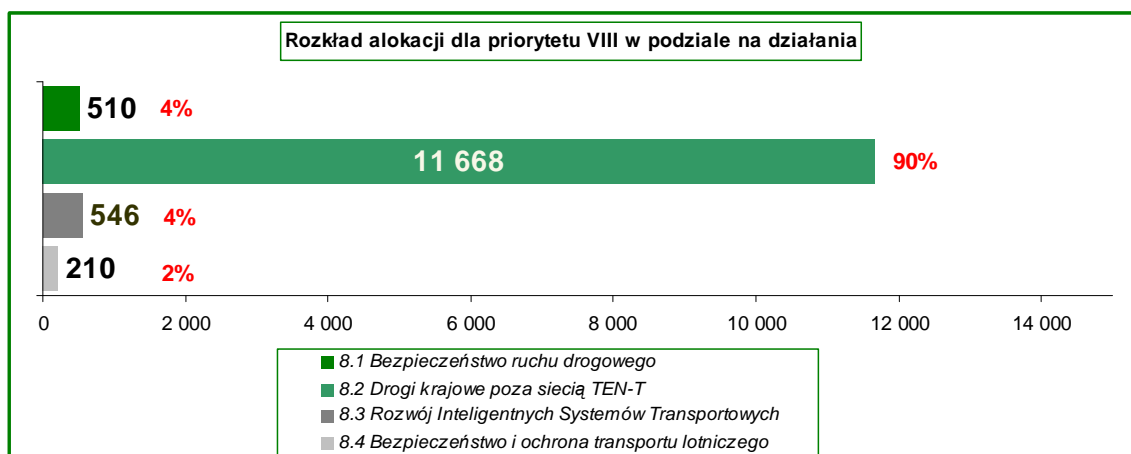 Rozkład alokacji dla priorytetu VIII w podziale na działania
510 4%
11 668 90%
546 4%
210 2%
0 2 000 4 000 6 000 8 000 10 000 12 000 14 000
8.1 Bezpieczeństwo ruchu drogowego
8.2 Drogi krajowe poza siecią TEN-T
8.3 Rozwój Inteligentnych Systemów Transportowych
8.4 Bezpieczeństwo i ochrona transportu lotniczego